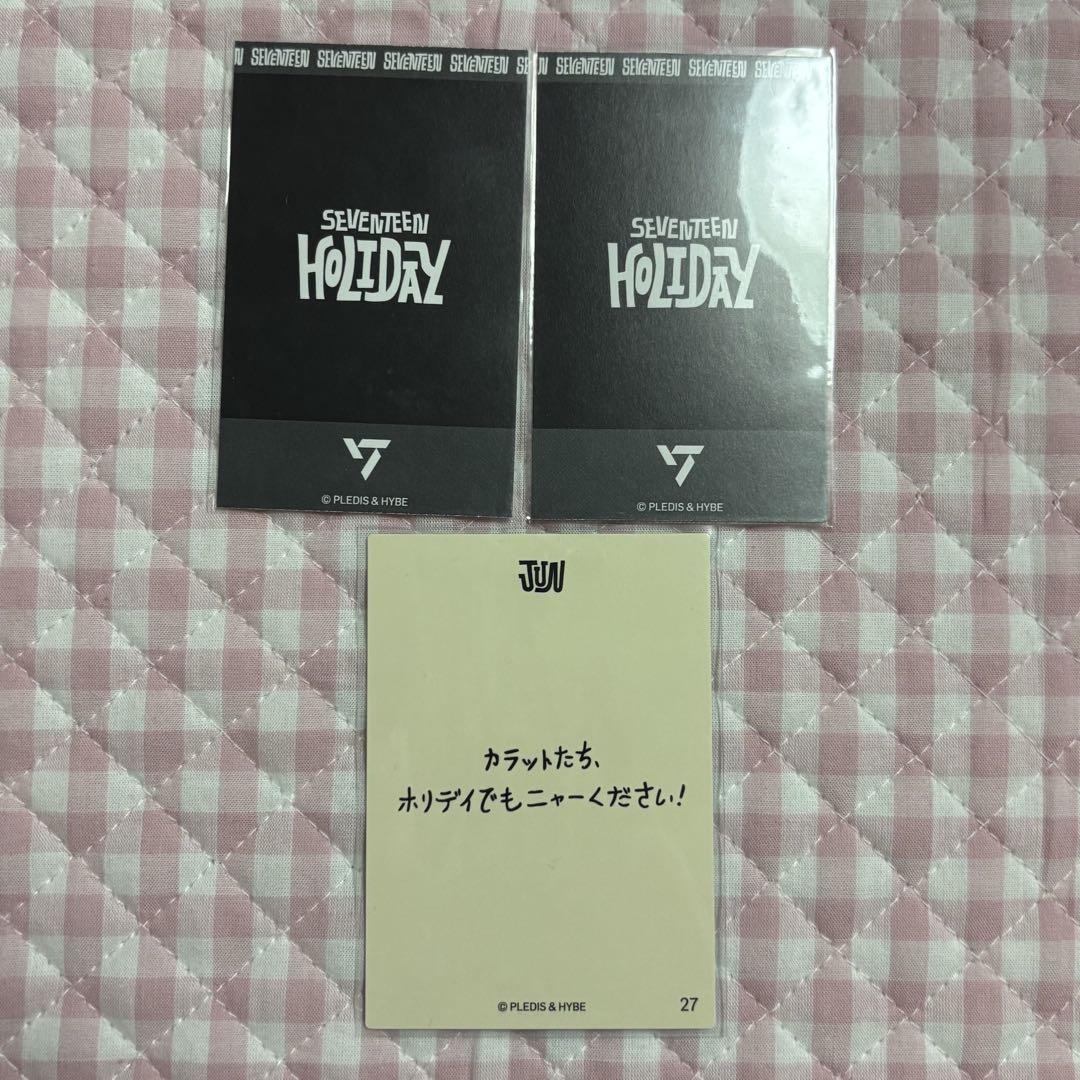 N SEVENTEEN SEVENTEEN SEVENTEEN SEVENTEEN SE
SEVENTEEN
HOLIDAY
© PLEDIS & HYBE
N SEVENTEEN SEVENTEEN SEVENTEEN SEVENTEEN
SEVENTEEN
HOLIDAY
© PLEDIS & HYBE
JUN
カラットたち、
ホリデイでもニャーください!
© PLEDIS & HYBE
27